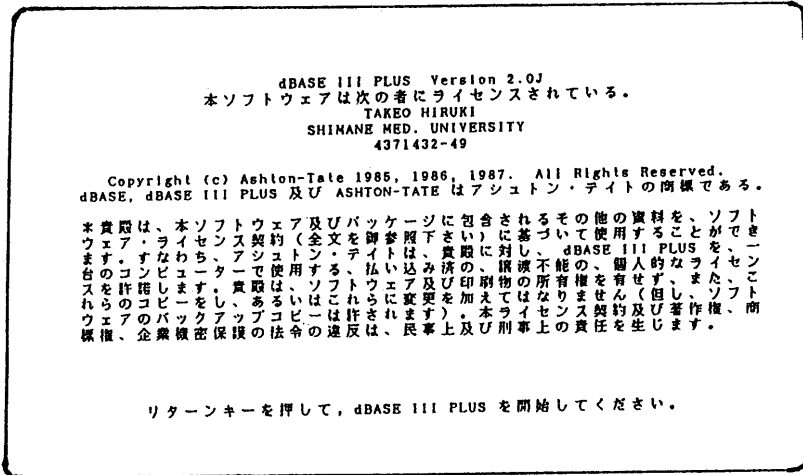 dBASE III PLUS Version 2.0J
本ソフトウェアは次の者にライセンスされている。
TAKEO HIRUKI
SHIMANE MED. UNIVERSITY
4371432-49
Copyright (c) Ashton-Tate 1985, 1986, 1987. All Rights Reserved.
dBASE, dBASE III PLUS 及び ASHTON-TATE はアシュトン・テイトの商標である。
*貴殿は、本ソフトウェア及びパッケージに包含されるその他の資料を、ソフト
ウェア・ライセンス契約(全文を御参照下さい)に基づいて使用することができ
ます。すなわち、アシュトン・テイトは、貴殿に対し、dBASE III PLUS を、一
台のコンピューターで使用する、払い込み済の、譲渡不能の、個人的なライセン
スを許諾します。貴殿は、ソフトウェア及び印刷物の所有権を有せず、また、こ
れらのコピーをし、あるいはこれらに変更を加えてはなりません(但し、ソフト
ウェアのバックアップコピーは許されます)。本ライセンス契約及び著作権、商
標権、企業機密保護の法令の違反は、民事上及び刑事上の責任を生じます。
リターンキーを押して,dBASE III PLUS を開始してください。